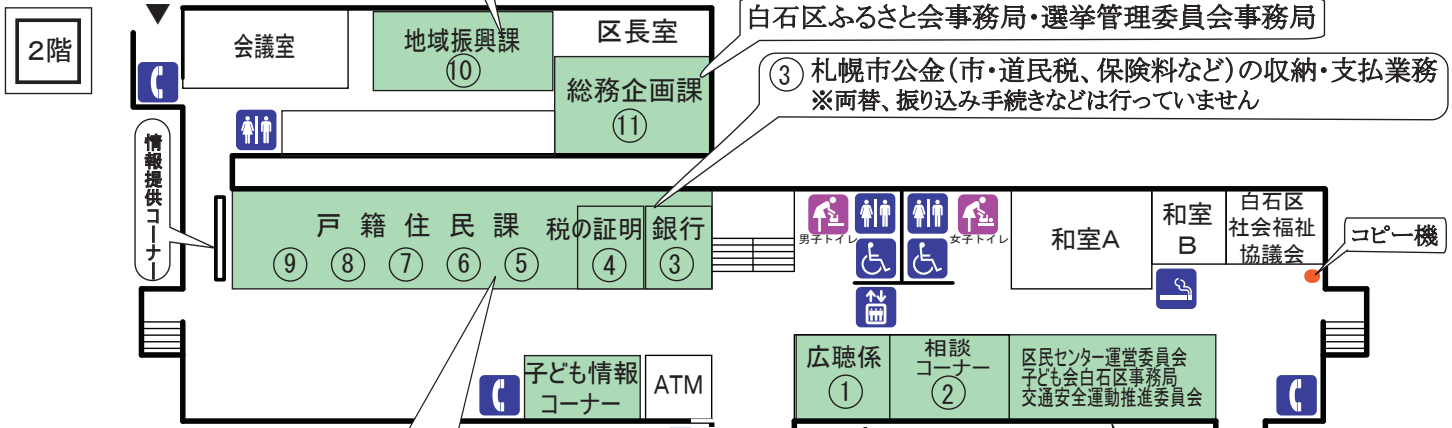 2階
白石区ふるさと会事務局・選挙管理委員会事務局
会議室
地域振興課
⑩
区長室
総務企画課
⑪
③ 札幌市公金(市・道民税、保険料など)の収納・支払業務
※両替、振り込み手続きなどは行っていません
情報提供コーナー
戸籍住民課
⑨ ⑧ ⑦ ⑥ ⑤
税の証明
④
銀行
③
男子トイレ
女子トイレ
和室A
和室
B
白石区
社会福祉
協議会
コピー機
子ども情報
コーナー
ATM
広聴係
①
相談
コーナー
②
区民センター運営委員会
子ども会白石区事務局
交通安全運動推進委員会